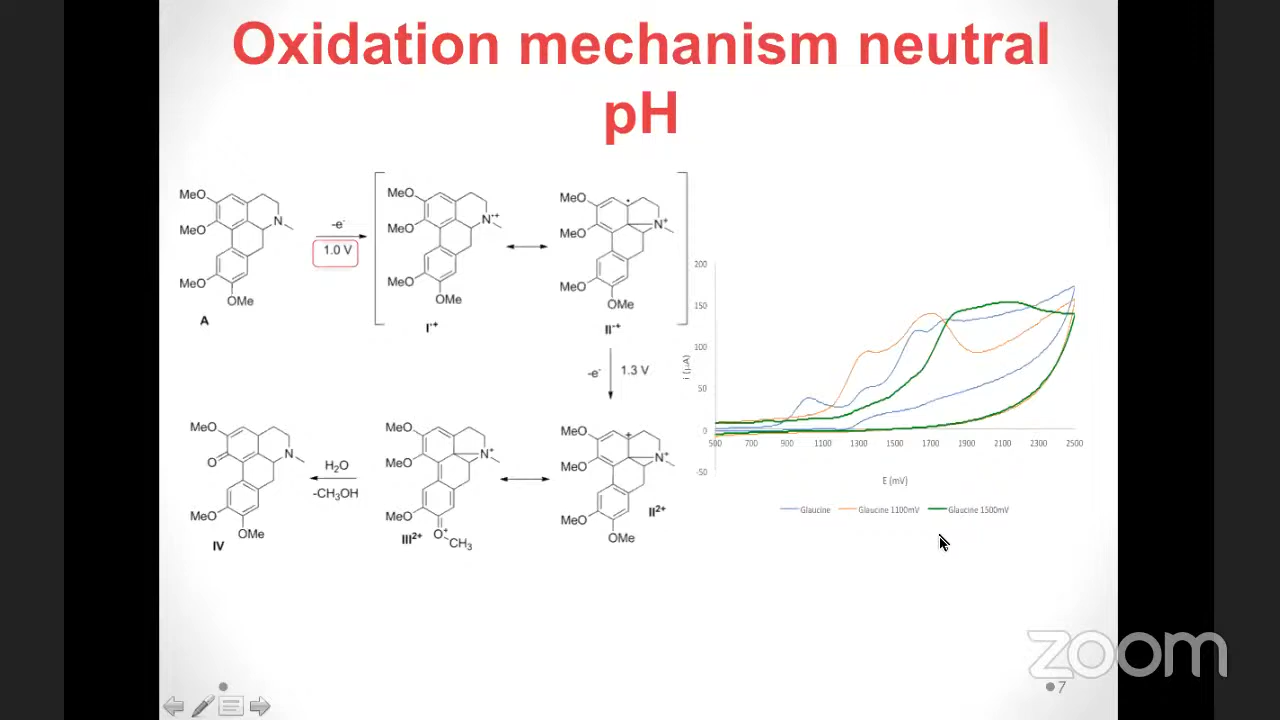 Oxidation mechanism neutral
pH
MeO
MeO
MeO
OMe
N
A
-e⁻
1.0 V
MeO
MeO
MeO
OMe
N·+
I·+
MeO
MeO
MeO
OMe
N+
II·+
-e⁻
1.3 V
MeO
O
MeO
OMe
N
IV
H₂O
-CH₃OH
MeO
MeO
MeO
O+
CH₃
N+
III²⁺
MeO
MeO
MeO
OMe
+
N+
II²⁺
200
150
100
50
0
-50
i (µA)
500 700 900 1100 1300 1500 1700 1900 2100 2300 2500
E (mV)
Glaucine Glaucine 1100mV Glaucine 1500mV
zoom
7